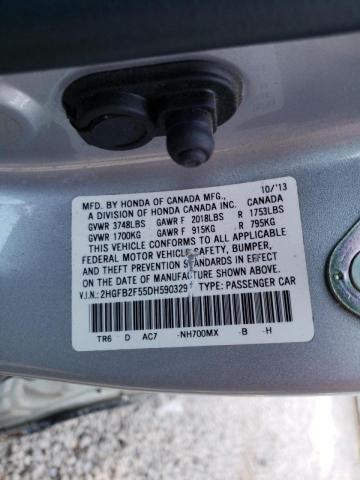 MFD. BY HONDA OF CANADA MFG., 10/'13
A DIVISION OF HONDA CANADA INC. CANADA
GVWR 3748LBS GAWR F 2018LBS R 1753LBS
GVWR 1700KG GAWR F 915KG R 795KG
THIS VEHICLE CONFORMS TO ALL APPLICABLE
FEDERAL MOTOR VEHICLE SAFETY, BUMPER,
AND THEFT PREVENTION STANDARDS IN EFFECT
ON THE DATE OF MANUFACTURE SHOWN ABOVE.
V.I.N.: 2HGFB2F55DH590329 TYPE: PASSENGER CAR
TR6 D AC7 -NH700MX -B -H